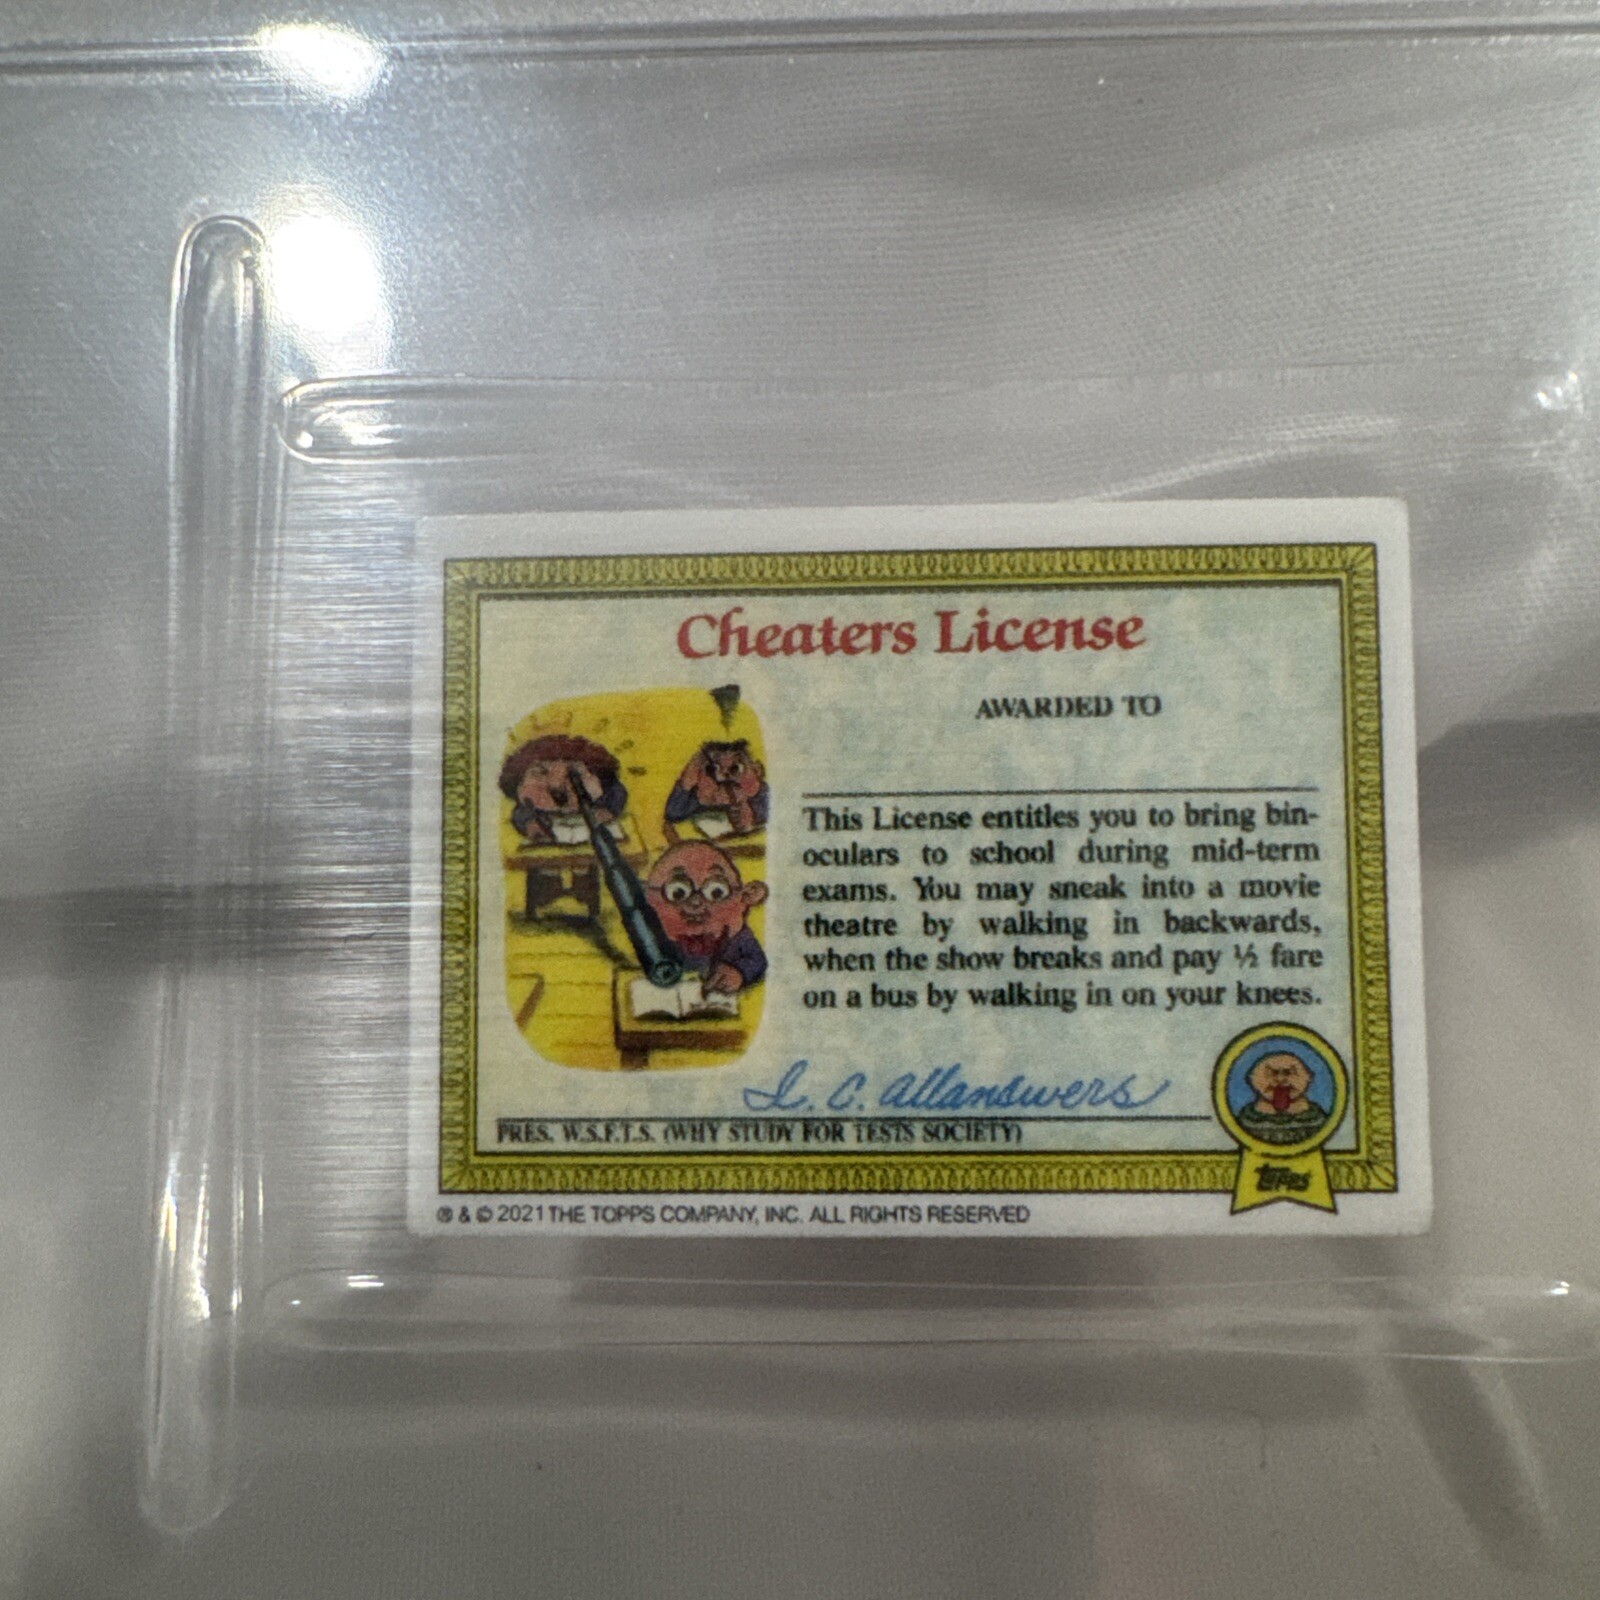 Cheaters License
AWARDED TO
This License entitles you to bring bin-
oculars to school during mid-term
exams. You may sneak into a movie
theatre by walking in backwards,
when the show breaks and pay ½ fare
on a bus by walking in on your knees.
I. C. Allanswers
PRES. W.S.F.T.S. (WHY STUDY FOR TESTS SOCIETY)
TOPPS
® & © 2021 THE TOPPS COMPANY, INC. ALL RIGHTS RESERVED